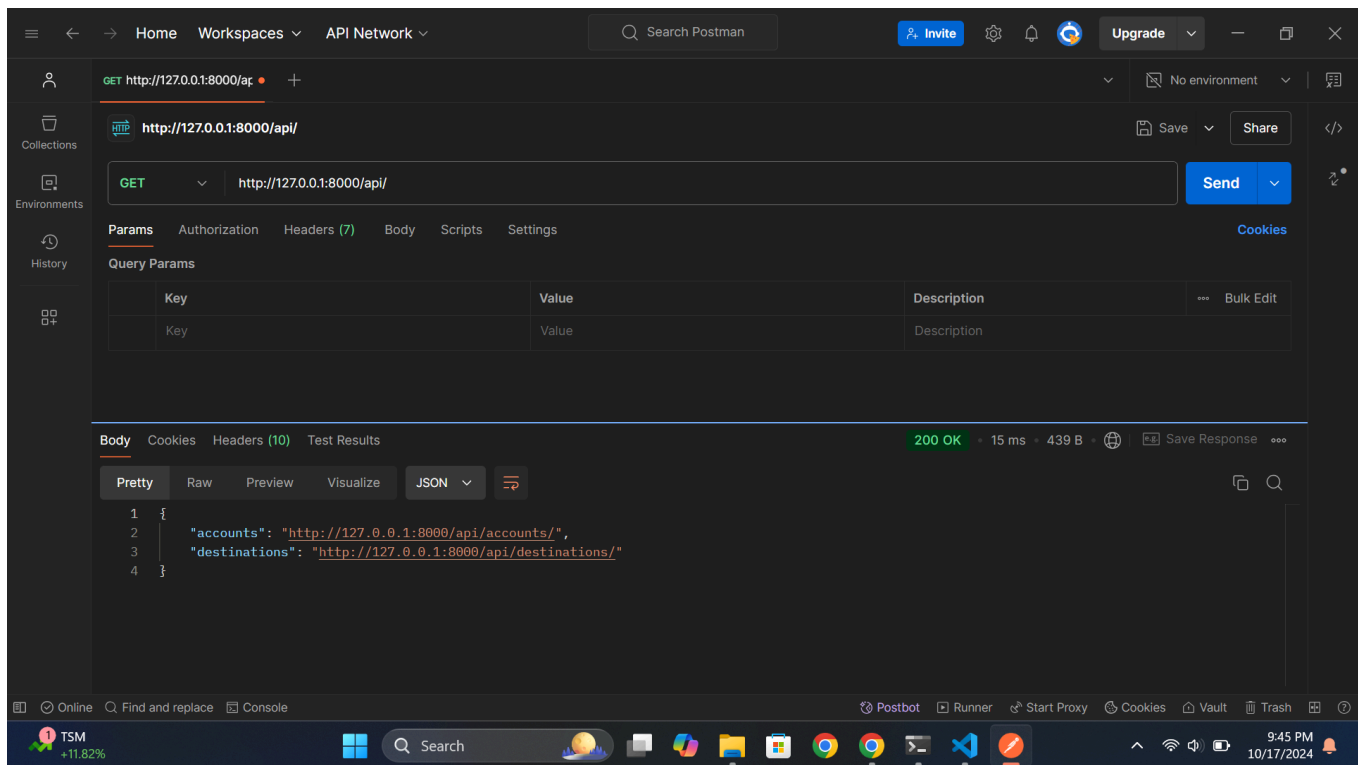 Home Workspaces API Network Search Postman Invite Upgrade
GET http://127.0.0.1:8000/ap No environment
HTTP http://127.0.0.1:8000/api/ Save Share
Collections
GET http://127.0.0.1:8000/api/ Send
Environments
Params Authorization Headers (7) Body Scripts Settings Cookies
History
Query Params
Key Value Description Bulk Edit
Key Value Description
Body Cookies Headers (10) Test Results 200 OK 15 ms 439 B e.g. Save Response
Pretty Raw Preview Visualize JSON
1 {
2 "accounts": "http://127.0.0.1:8000/api/accounts/",
3 "destinations": "http://127.0.0.1:8000/api/destinations/"
4 }
Online Find and replace Console Postbot Runner Start Proxy Cookies Vault Trash
1 TSM
+11.82%
Search
9:45 PM
10/17/2024